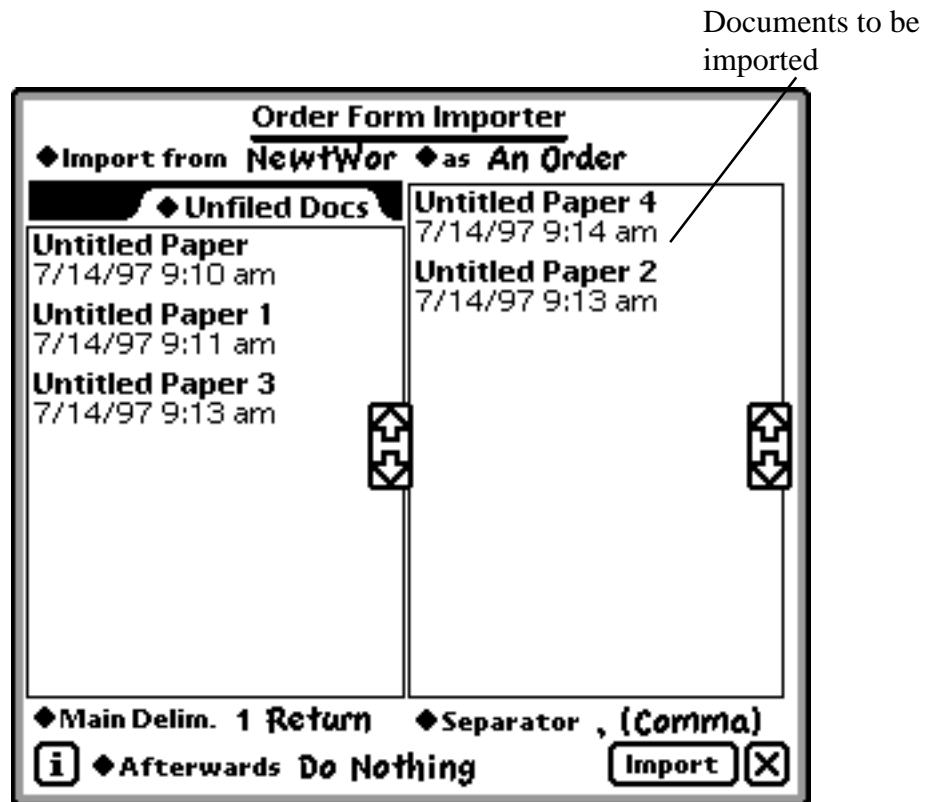 Documents to be
imported
Order Form Importer
◆Import from NewtWor ◆as An Order
◆Unfiled Docs
Untitled Paper
7/14/97 9:10 am
Untitled Paper 1
7/14/97 9:11 am
Untitled Paper 3
7/14/97 9:13 am
Untitled Paper 4
7/14/97 9:14 am
Untitled Paper 2
7/14/97 9:13 am
◆Main Delim. 1 Return ◆Separator , (Comma)
i ◆Afterwards Do Nothing Import X